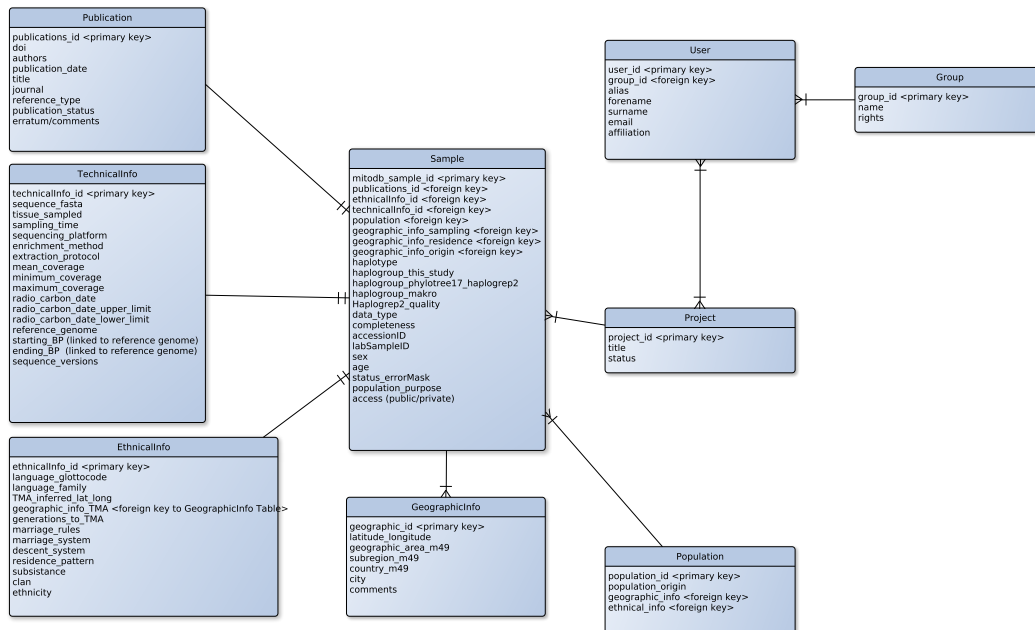 Publication
publications_id <primary key>
doi
authors
publication_date
title
journal
reference_type
publication_status
erratum/comments
TechnicalInfo
technicalInfo_id <primary key>
sequence_fasta
tissue_sampled
sampling_time
sequencing_platform
enrichment_method
extraction_protocol
mean_coverage
minimum_coverage
maximum_coverage
radio_carbon_date
radio_carbon_date_upper_limit
radio_carbon_date_lower_limit
reference_genome
starting_BP (linked to reference genome)
ending_BP  (linked to reference genome)
sequence_versions
EthnicalInfo
ethnicalInfo_id <primary key>
language_glottocode
language_family
TMA_inferred_lat_long
geographic_info_TMA <foreign key to GeographicInfo Table>
generations_to_TMA
marriage_rules
marriage_system
descent_system
residence_pattern
subsistance
clan
ethnicity
Sample
mitodb_sample_id <primary key>
publications_id <foreign key>
ethnicalInfo_id <foreign key>
technicalInfo_id <foreign key>
population <foreign key>
geographic_info_sampling <foreign key>
geographic_info_residence <foreign key>
geographic_info_origin <foreign key>
haplotype
haplogroup_this_study
haplogroup_phylotree17_haplogrep2
haplogroup_makro
Haplogrep2_quality
data_type
completeness
accessionID
labSampleID
sex
age
status_errorMask
population_purpose
access (public/private)
GeographicInfo
geographic_id <primary key>
latitude_longitude
geographic_area_m49
subregion_m49
country_m49
city
comments
User
user_id <primary key>
group_id <foreign key>
alias
forename
surname
email
affiliation
Group
group_id <primary key>
name
rights
Project
project_id <primary key>
title
status
Population
population_id <primary key>
population_origin
geographic_info <foreign key>
ethnical_info <foreign key>